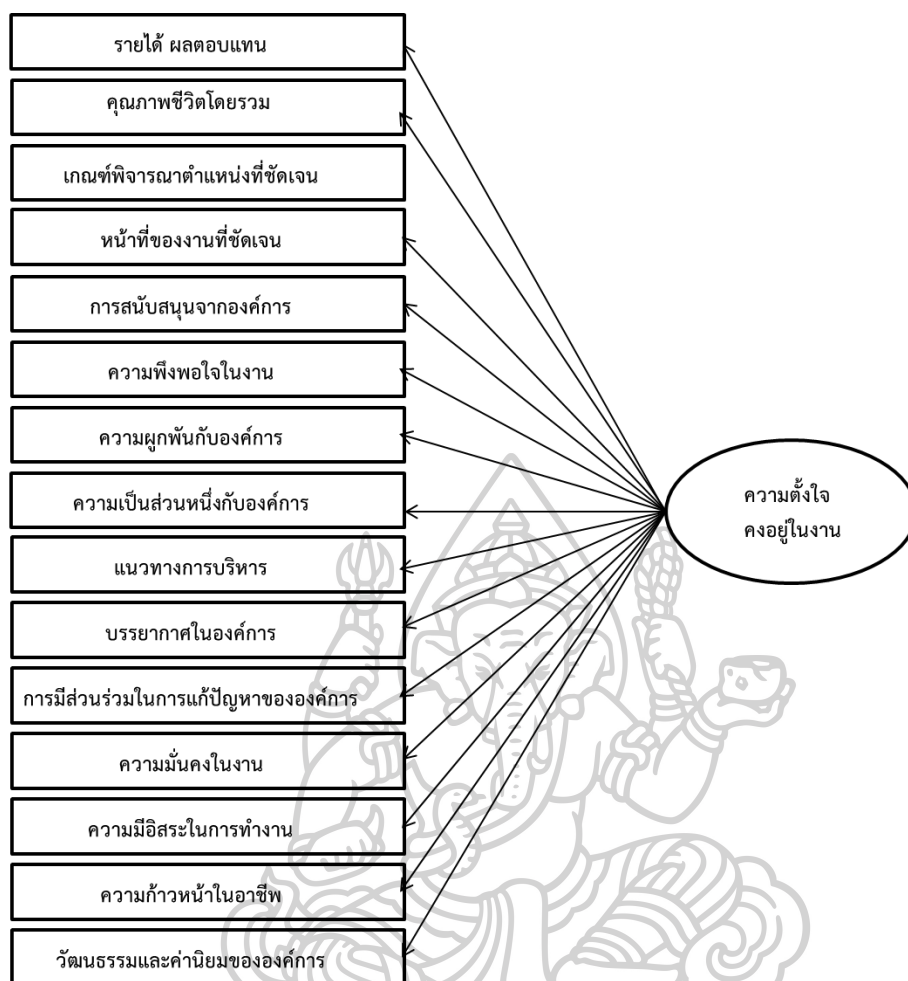 รายได้ ผลตอบแทน
คุณภาพชีวิตโดยรวม
เกณฑ์พิจารณาตำแหน่งที่ชัดเจน
หน้าที่ของงานที่ชัดเจน
การสนับสนุนจากองค์การ
ความพึงพอใจในงาน
ความผูกพันกับองค์การ
ความเป็นส่วนหนึ่งกับองค์การ
แนวทางการบริหาร
บรรยากาศในองค์การ
การมีส่วนร่วมในการแก้ปัญหาขององค์การ
ความมั่นคงในงาน
ความมีอิสระในการทำงาน
ความก้าวหน้าในอาชีพ
วัฒนธรรมและค่านิยมขององค์การ
ความตั้งใจ
คงอยู่ในงาน